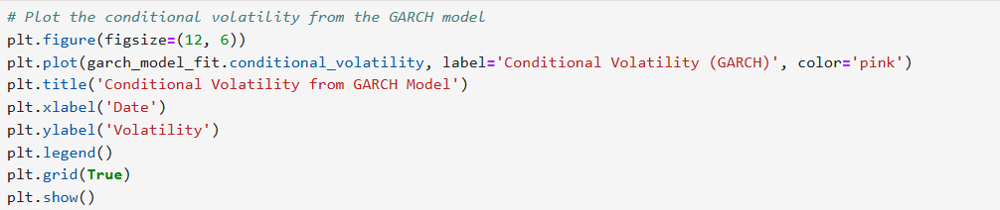 # Plot the conditional volatility from the GARCH model
plt.figure(figsize=(12, 6))
plt.plot(garch_model_fit.conditional_volatility, label='Conditional Volatility (GARCH)', color='pink')
plt.title('Conditional Volatility from GARCH Model')
plt.xlabel('Date')
plt.ylabel('Volatility')
plt.legend()
plt.grid(True)
plt.show()